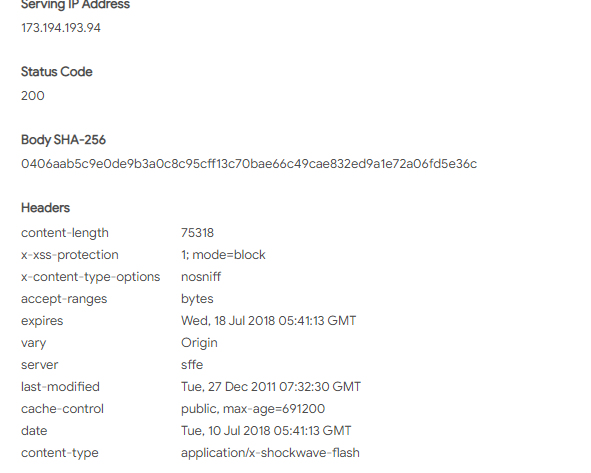 Serving IP Address
173.194.193.94
Status Code
200
Body SHA-256
0406aab5c9e0de9b3a0c8c95cff13c70bae66c49cae832ed9a1e72a06fd5e36c
Headers
content-length 75318
x-xss-protection 1; mode=block
x-content-type-options nosniff
accept-ranges bytes
expires Wed, 18 Jul 2018 05:41:13 GMT
vary Origin
server sffe
last-modified Tue, 27 Dec 2011 07:32:30 GMT
cache-control public, max-age=691200
date Tue, 10 Jul 2018 05:41:13 GMT
content-type application/x-shockwave-flash